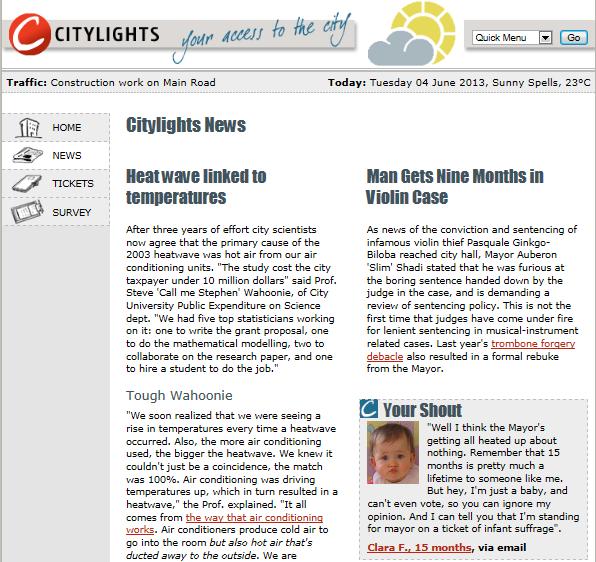 CITYLIGHTS
your access to the city
Quick Menu
Go
Traffic: Construction work on Main Road
Today: Tuesday 04 June 2013, Sunny Spells, 23°C
HOME
NEWS
TICKETS
SURVEY
Citylights News
Heat wave linked to
temperatures
After three years of effort city scientists
now agree that the primary cause of the
2003 heatwave was hot air from our air
conditioning units. "The study cost the city
taxpayer under 10 million dollars" said Prof.
Steve 'Call me Stephen' Wahoonie, of City
University Public Expenditure on Science
dept. "We had five top statisticians working
on it: one to write the grant proposal, one
to do the mathematical modelling, two to
collaborate on the research paper, and one
to hire a student to do the job."
Tough Wahoonie
"We soon realized that we were seeing a
rise in temperatures every time a heatwave
occurred. Also, the more air conditioning
used, the bigger the heatwave. We knew it
couldn't just be a coincidence, the match
was 100%. Air conditioning was driving
temperatures up, which in turn resulted in a
heatwave," the Prof. explained. "It all
comes from the way that air conditioning
works. Air conditioners produce cold air to
go into the room but also hot air that's
ducted away to the outside. We are
Man Gets Nine Months in
Violin Case
As news of the conviction and sentencing of
infamous violin thief Pasquale Ginkgo-
Biloba reached city hall, Mayor Auberon
'Slim' Shadi stated that he was furious at
the boring sentence handed down by the
judge in the case, and is demanding a
review of sentencing policy. This is not the
first time that judges have come under fire
for lenient sentencing in musical-instrument
related cases. Last year's trombone forgery
debacle also resulted in a formal rebuke
from the Mayor.
Your Shout
"Well I think the Mayor's
getting all heated up about
nothing. Remember that 15
months is pretty much a
lifetime to someone like me.
But hey, I'm just a baby, and
can't even vote, so you can ignore my
opinion. And I can tell you that I'm standing
for mayor on a ticket of infant suffrage".
Clara F., 15 months, via email